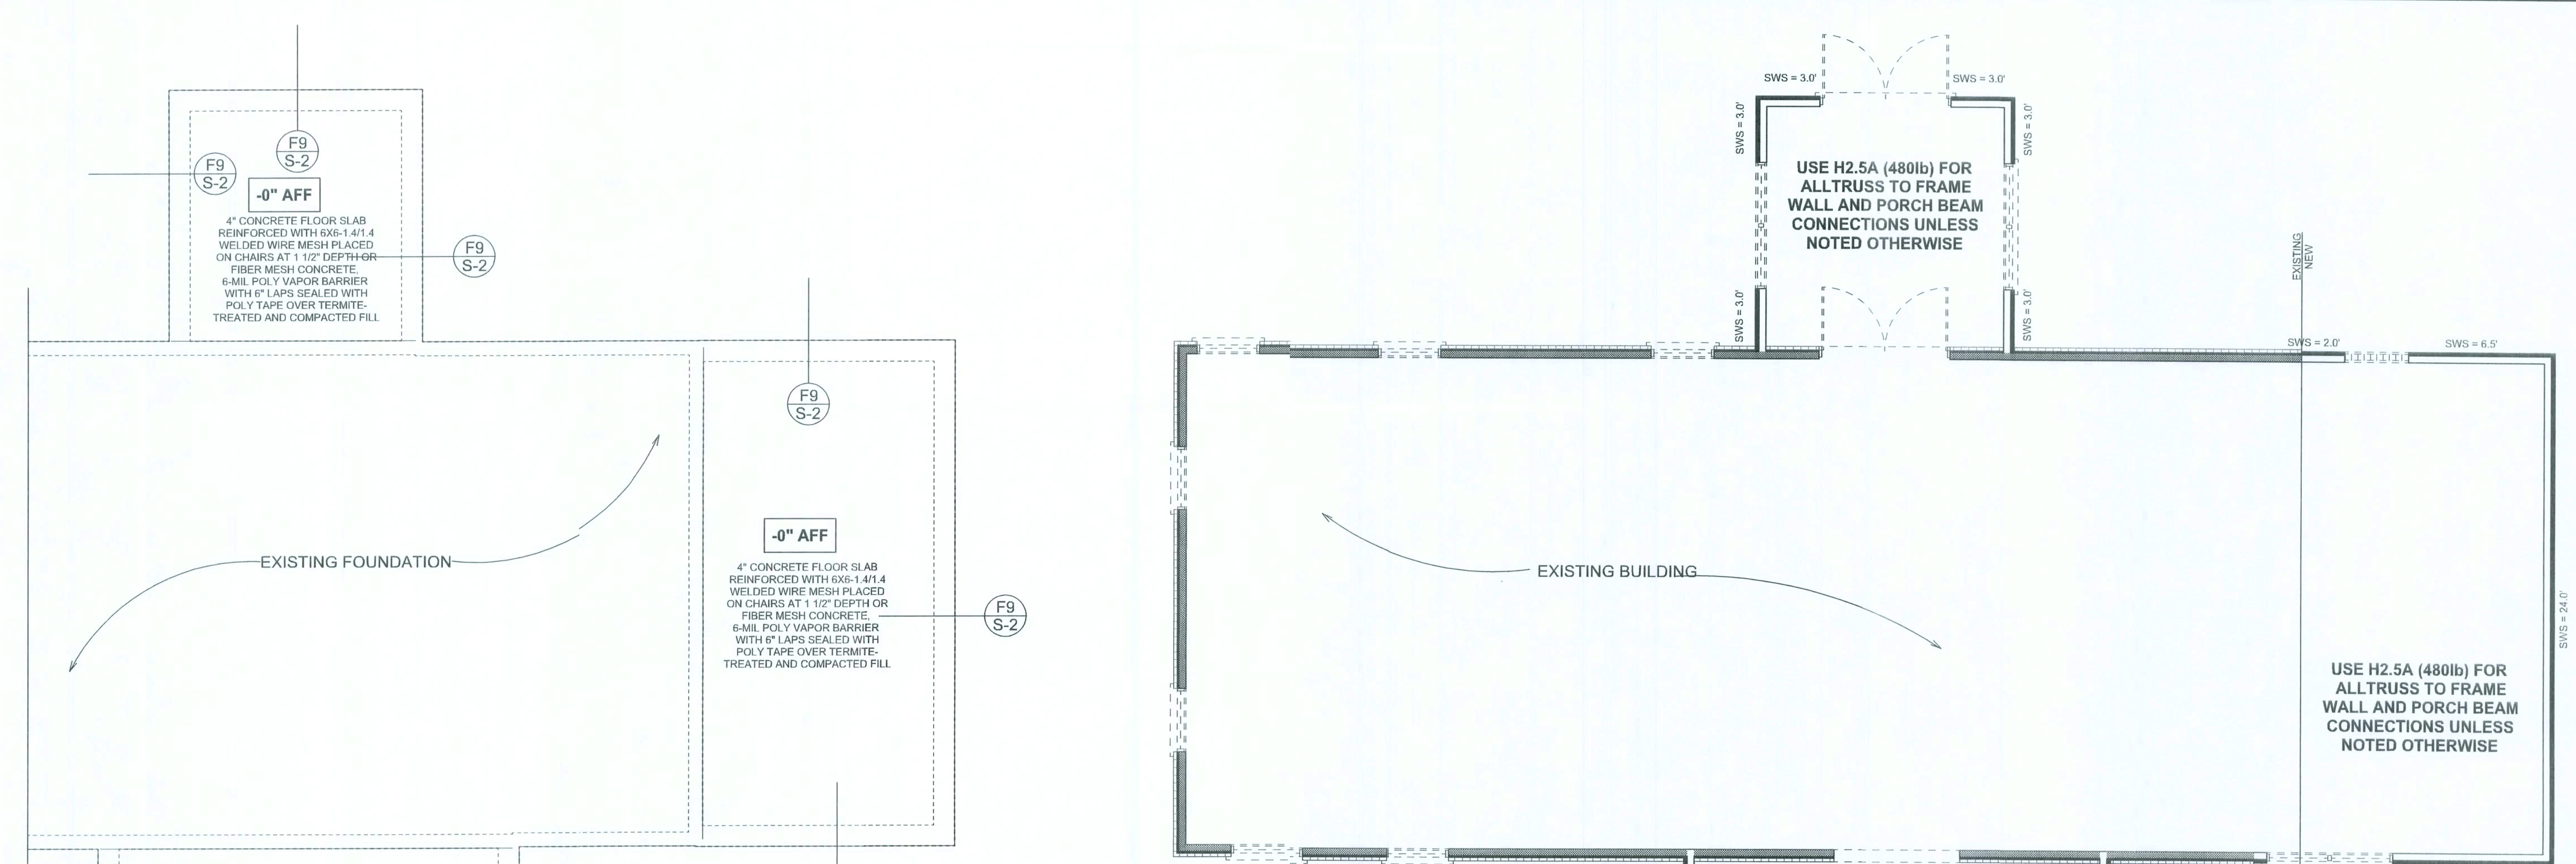 F9
S-2
F9
S-2
-0" AFF
4" CONCRETE FLOOR SLAB
REINFORCED WITH 6X6-1.4/1.4
WELDED WIRE MESH PLACED
ON CHAIRS AT 1 1/2" DEPTH OR
FIBER MESH CONCRETE,
6-MIL POLY VAPOR BARRIER
WITH 6" LAPS SEALED WITH
POLY TAPE OVER TERMITE-
TREATED AND COMPACTED FILL
F9
S-2
F9
S-2
EXISTING FOUNDATION
-0" AFF
4" CONCRETE FLOOR SLAB
REINFORCED WITH 6X6-1.4/1.4
WELDED WIRE MESH PLACED
ON CHAIRS AT 1 1/2" DEPTH OR
FIBER MESH CONCRETE,
6-MIL POLY VAPOR BARRIER
WITH 6" LAPS SEALED WITH
POLY TAPE OVER TERMITE-
TREATED AND COMPACTED FILL
F9
S-2
SWS = 3.0'
SWS = 3.0'
SWS = 3.0'
SWS = 3.0'
USE H2.5A (480lb) FOR
ALLTRUSS TO FRAME
WALL AND PORCH BEAM
CONNECTIONS UNLESS
NOTED OTHERWISE
SWS = 3.0'
SWS = 3.0'
EXISTING
NEW
SWS = 2.0'
SWS = 6.5'
EXISTING BUILDING
SWS = 24.0'
USE H2.5A (480lb) FOR
ALLTRUSS TO FRAME
WALL AND PORCH BEAM
CONNECTIONS UNLESS
NOTED OTHERWISE